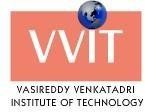 VVIT
VASIREDDY VENKATADRI
INSTITUTE OF TECHNOLOGY